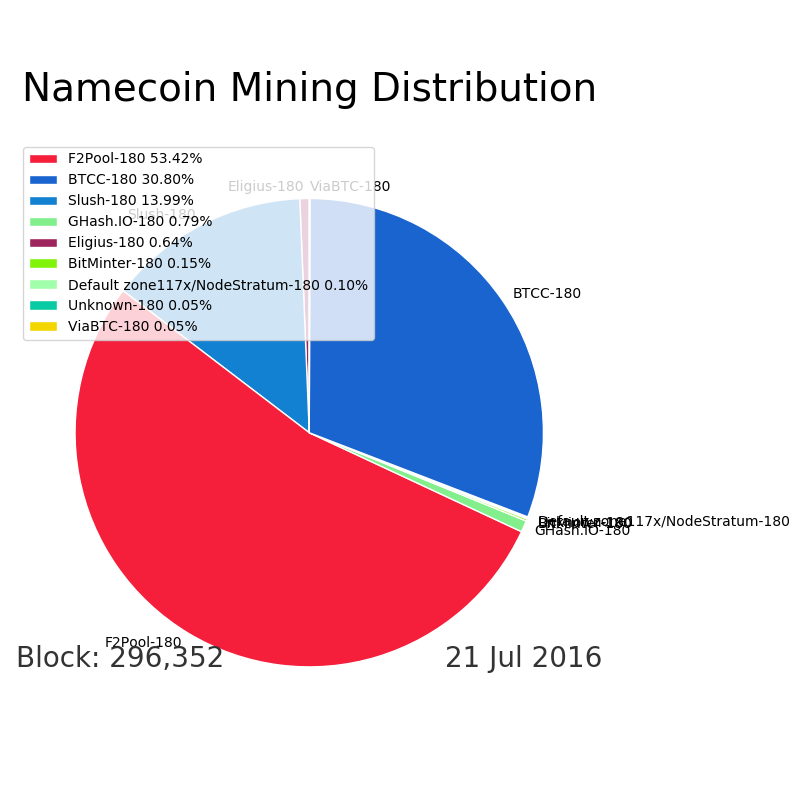 Namecoin Mining Distribution
F2Pool-180 53.42%
BTCC-180 30.80%
Slush-180 13.99%
GHash.IO-180 0.79%
Eligius-180 0.64%
BitMinter-180 0.15%
Default zone117x/NodeStratum-180 0.10%
Unknown-180 0.05%
ViaBTC-180 0.05%
Eligius-180
ViaBTC-180
Slush-180
BTCC-180
Default zone117x/NodeStratum-180
GHash.IO-180
F2Pool-180
Block: 296,352
21 Jul 2016